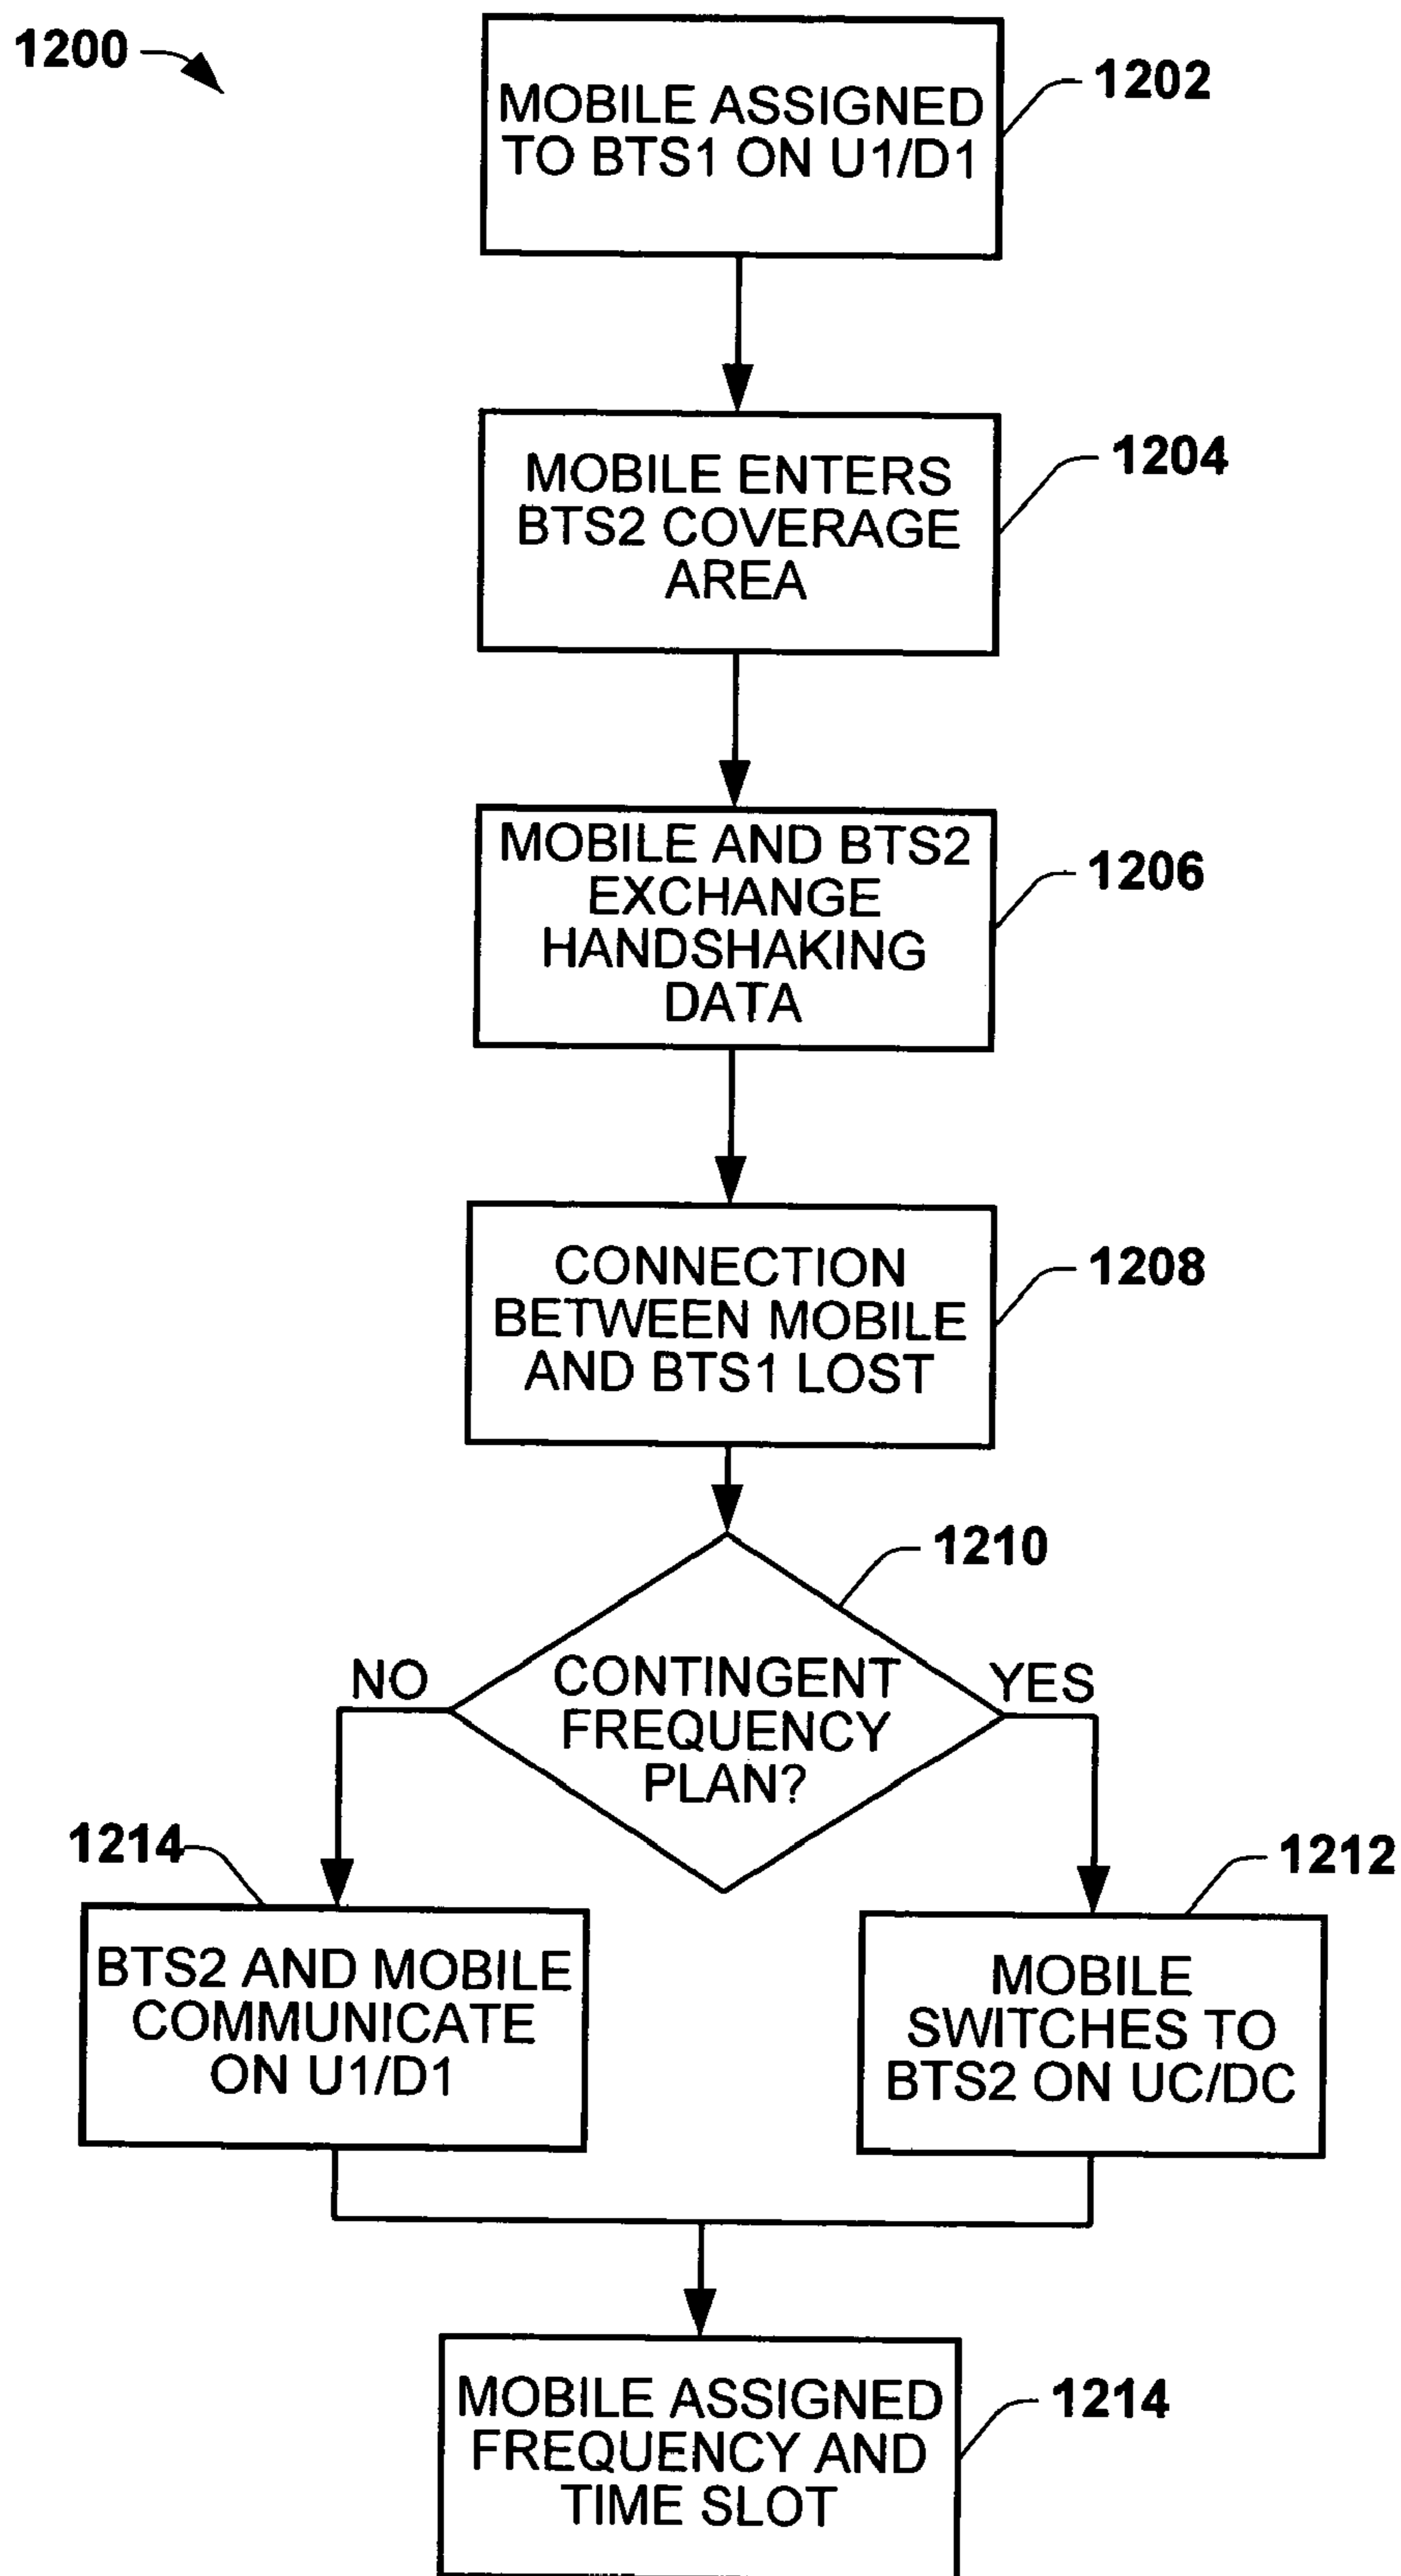 1200
MOBILE ASSIGNED
TO BTS1 ON U1/D1
1202
MOBILE ENTERS
BTS2 COVERAGE
AREA
1204
MOBILE AND BTS2
EXCHANGE
HANDSHAKING
DATA
1206
CONNECTION
BETWEEN MOBILE
AND BTS1 LOST
1208
1210
CONTINGENT
FREQUENCY
PLAN?
NO
YES
1214
BTS2 AND MOBILE
COMMUNICATE
ON U1/D1
1212
MOBILE
SWITCHES TO
BTS2 ON UC/DC
MOBILE ASSIGNED
FREQUENCY AND
TIME SLOT
1214